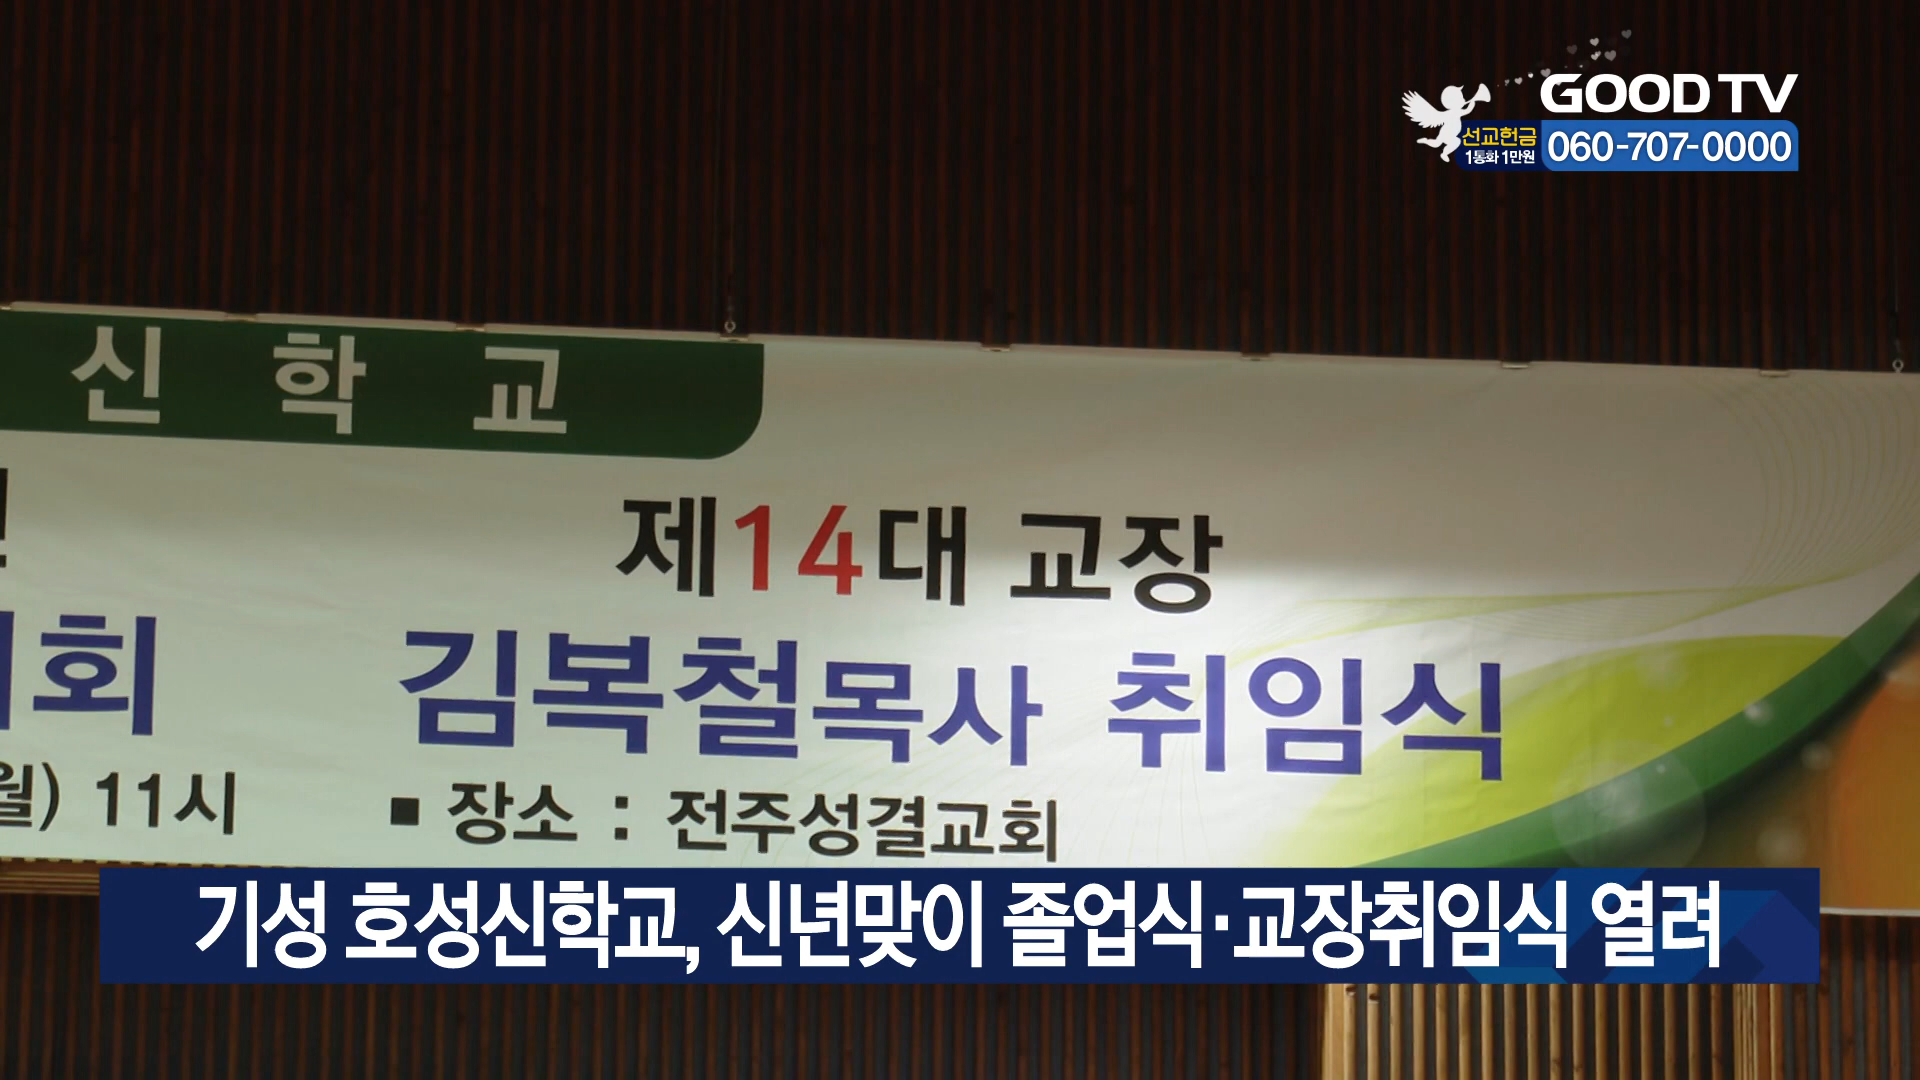 GOOD TV
선교헌금
1통화 1만원
060-707-0000
신 학 교
제14대 교장
회 김복철목사 취임식
월) 11시 ■ 장소 : 전주성결교회
기성 호성신학교, 신년맞이 졸업식·교장취임식 열려